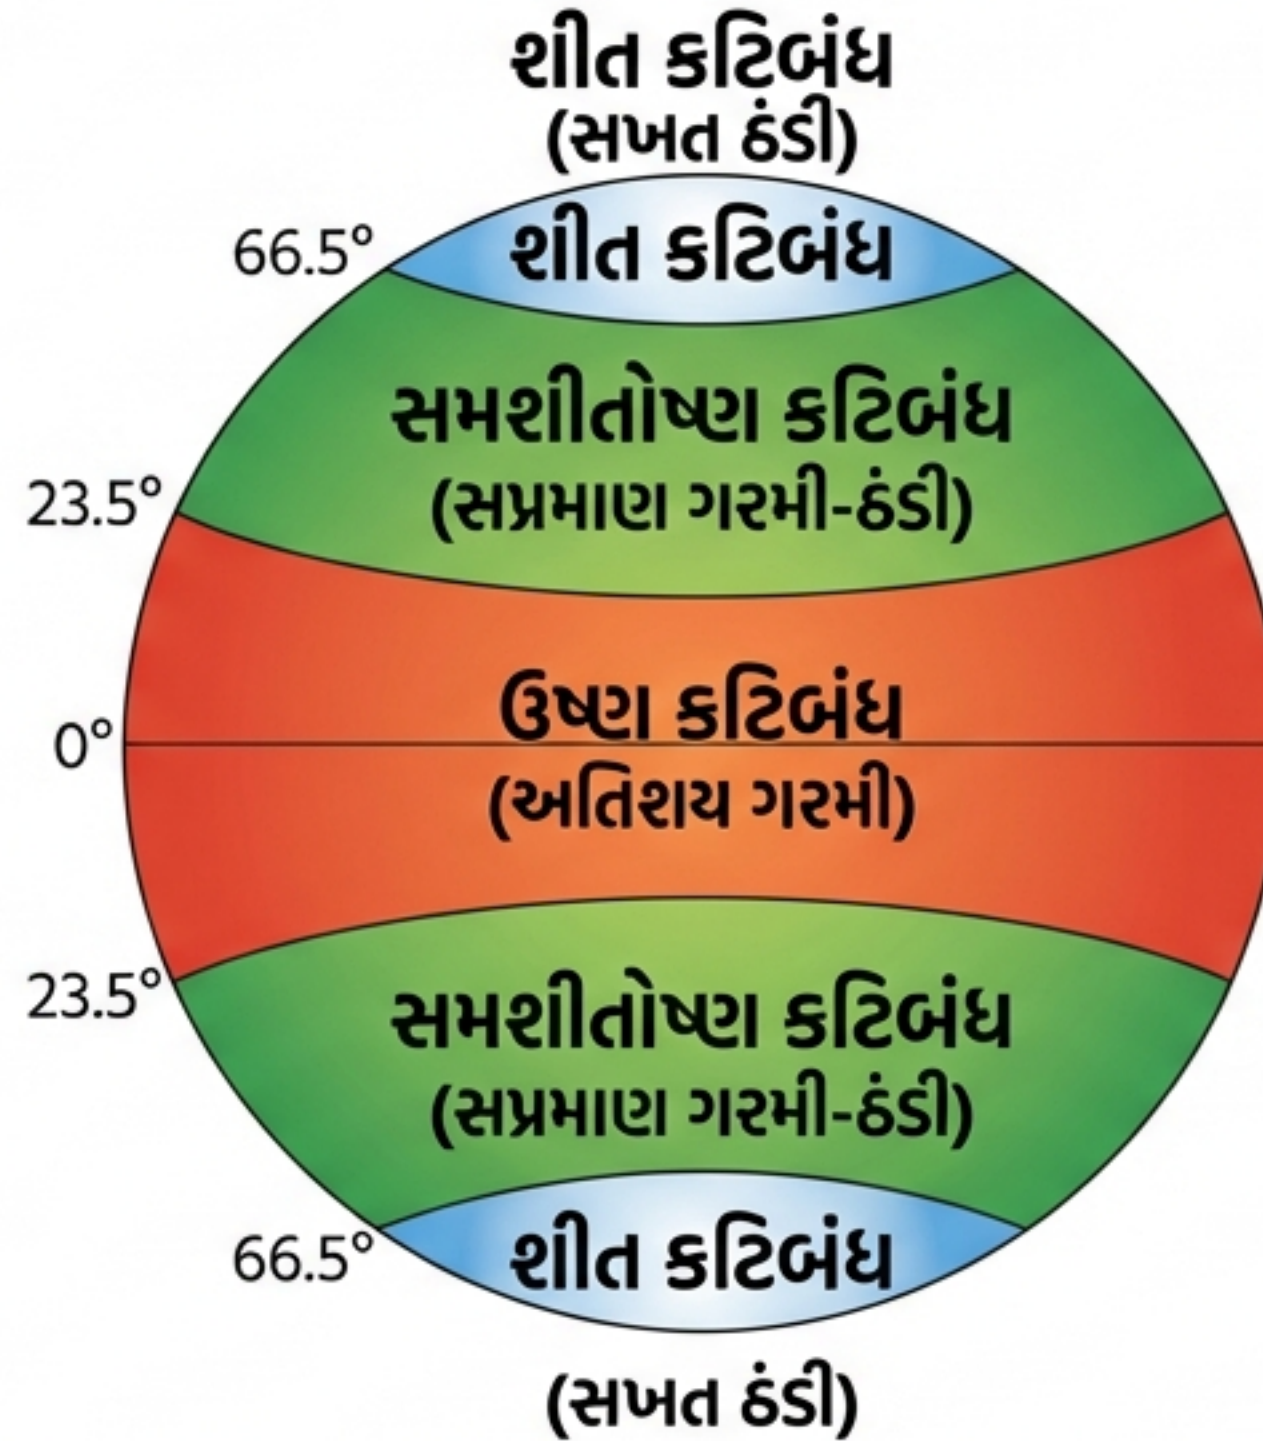 શીત કટિબંધ
(સખત ઠંડી)
66.5°
શીત કટિબંધ
સમશીતોષ્ણ કટિબંધ
23.5°
(સપ્રમાણ ગરમી-ઠંડી)
ઉષ્ણ કટિબંધ
0°
(અતિશય ગરમી)
23.5°
સમશીતોષ્ણ કટિબંધ
(સપ્રમાણ ગરમી-ઠંડી)
66.5°
શીત કટિબંધ
(સખત ઠંડી)